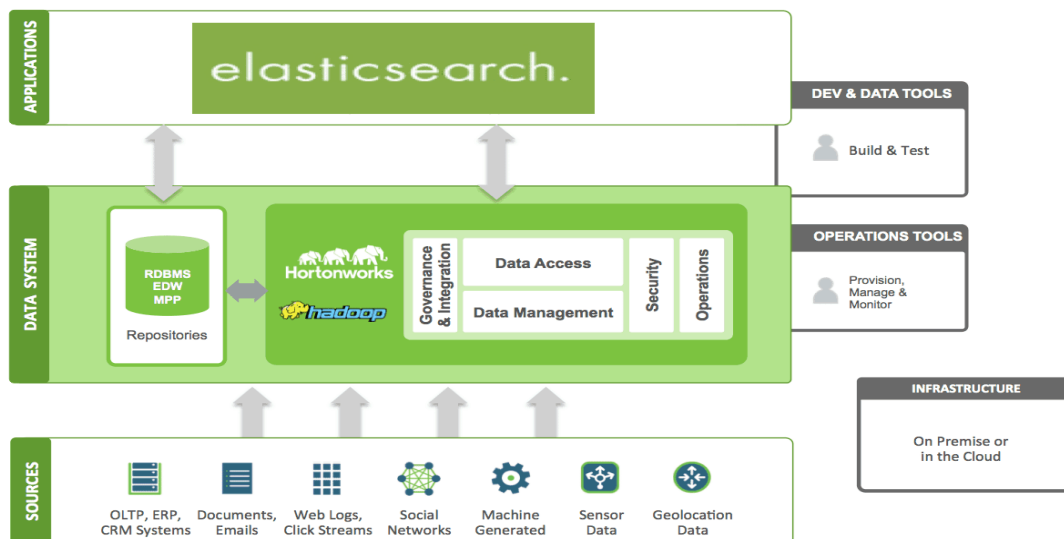 APPLICATIONS
elasticsearch.
DEV & DATA TOOLS
Build & Test
DATA SYSTEM
RDBMS
EDW
MPP
Repositories
Hortonworks
hadoop
Governance
& Integration
Data Access
Data Management
Security
Operations
OPERATIONS TOOLS
Provision,
Manage &
Monitor
INFRASTRUCTURE
On Premise or
in the Cloud
SOURCES
OLTP, ERP,
CRM Systems
Documents,
Emails
Web Logs,
Click Streams
Social
Networks
Machine
Generated
Sensor
Data
Geolocation
Data